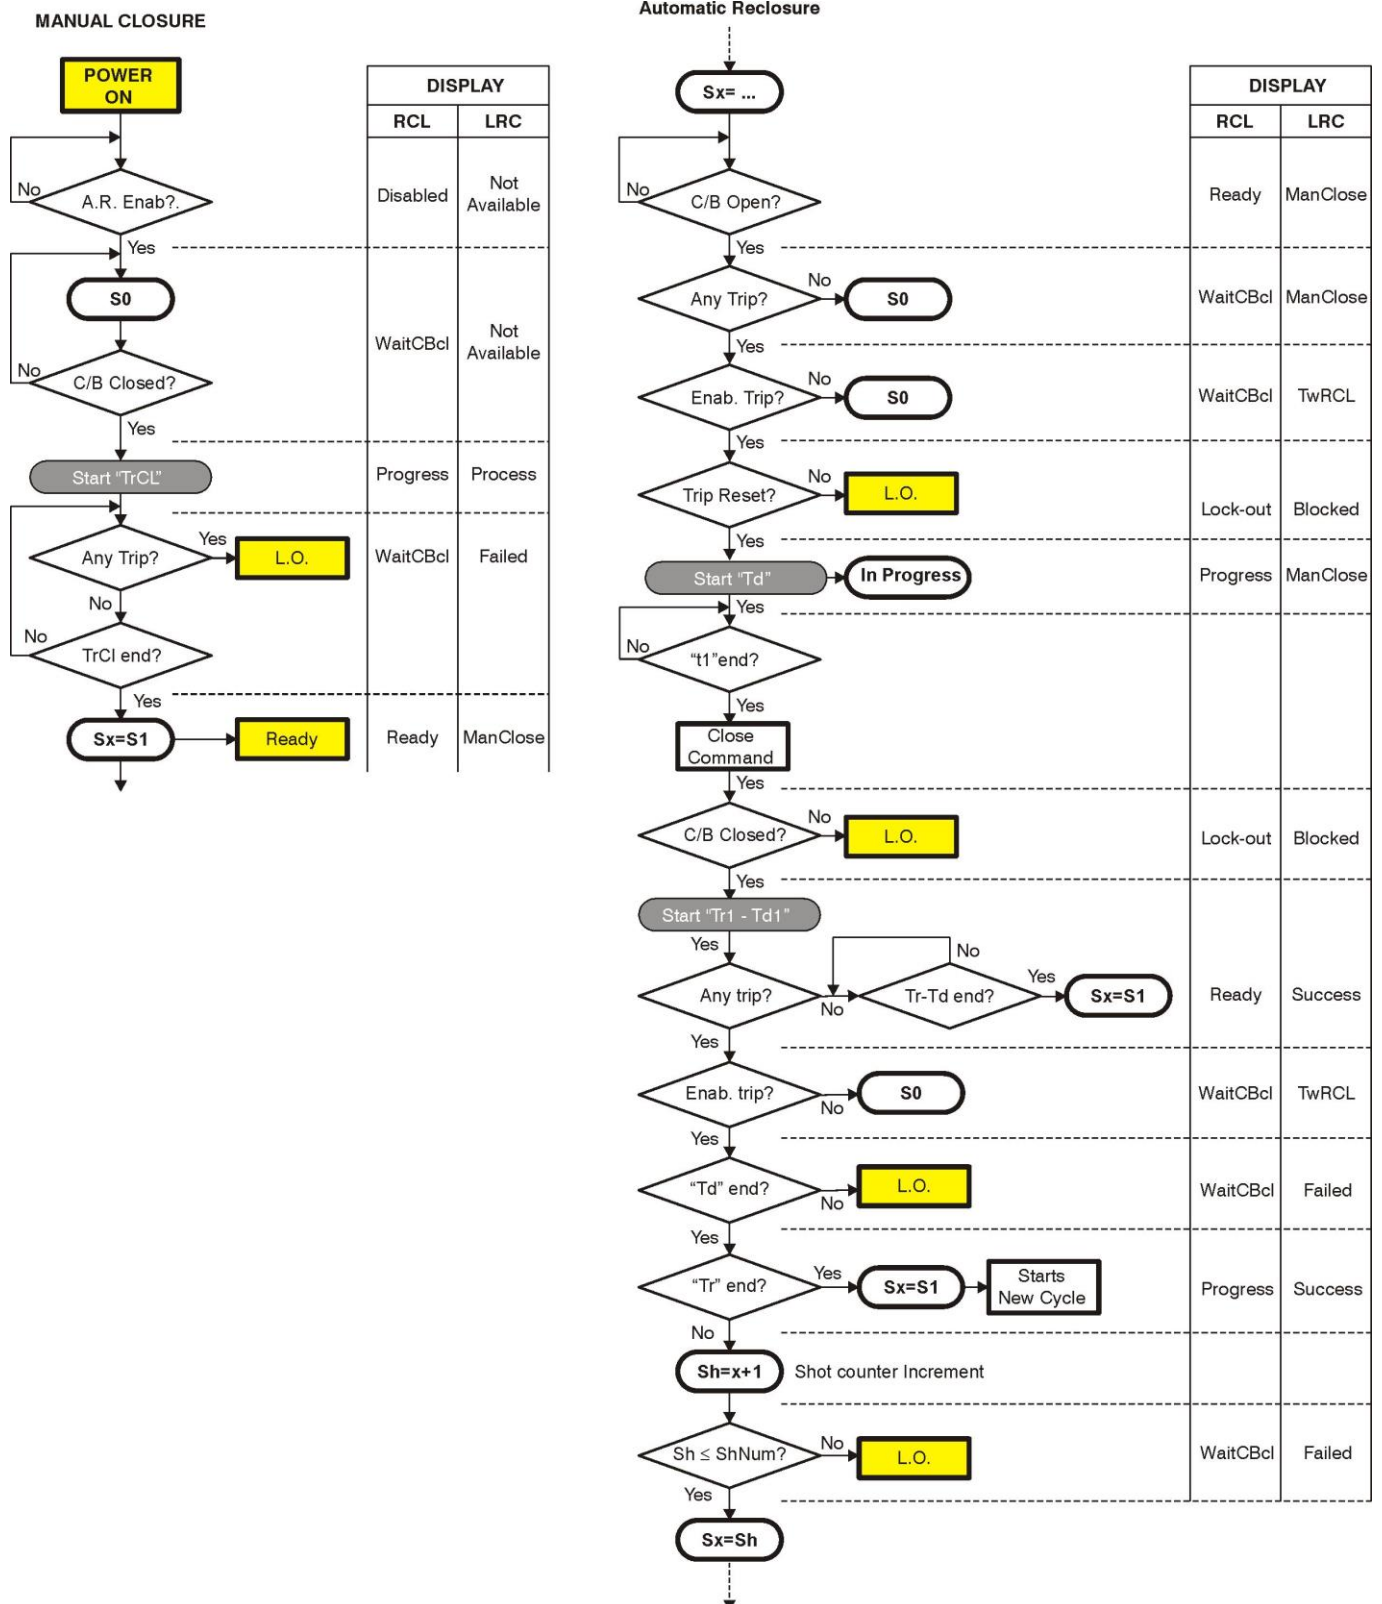 MANUAL CLOSURE
POWER
ON
DISPLAY
RCL LRC
No
A.R. Enab?.
Disabled
Not
Available
Yes
S0
No
C/B Closed?
WaitCBcl
Not
Available
Yes
Start "TrCL"
Progress Process
Any Trip?
Yes
L.O.
WaitCBcl Failed
No
No
TrCl end?
Yes
Sx=S1
Ready
Ready ManClose
Automatic Reclosure
Sx= ...
DISPLAY
RCL LRC
No
C/B Open?
Ready ManClose
Yes
Any Trip?
No
S0
WaitCBcl ManClose
Yes
Enab. Trip?
No
S0
WaitCBcl TwRCL
Yes
Trip Reset?
No
L.O.
Lock-out Blocked
Yes
Start "Td"
In Progress
Progress ManClose
Yes
No
"t1"end?
Yes
Close
Command
Yes
C/B Closed?
No
L.O.
Lock-out Blocked
Yes
Start "Tr1 - Td1"
Yes
Any trip?
No
No
Tr-Td end?
Yes
Sx=S1
Ready Success
Yes
Enab. trip?
No
S0
WaitCBcl TwRCL
Yes
"Td" end?
No
L.O.
WaitCBcl Failed
Yes
"Tr" end?
Yes
Sx=S1
Starts
New Cycle
Progress Success
No
Sh=x+1
Shot counter Increment
Sh ≤ ShNum?
No
L.O.
WaitCBcl Failed
Yes
Sx=Sh